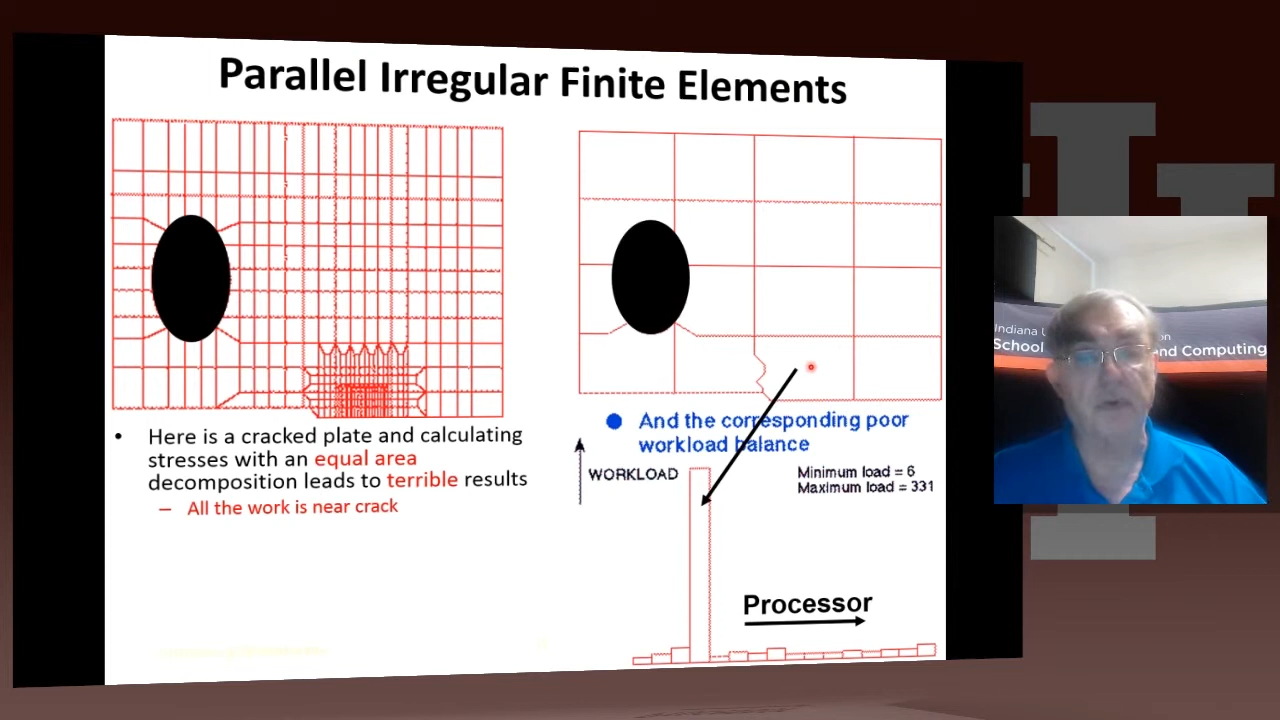 Parallel Irregular Finite Elements
• Here is a cracked plate and calculating
stresses with an equal area
decomposition leads to terrible results
– All the work is near crack
● And the corresponding poor
workload balance
WORKLOAD
Minimum load = 6
Maximum load = 331
Processor
Indiana U on
School nd Computing